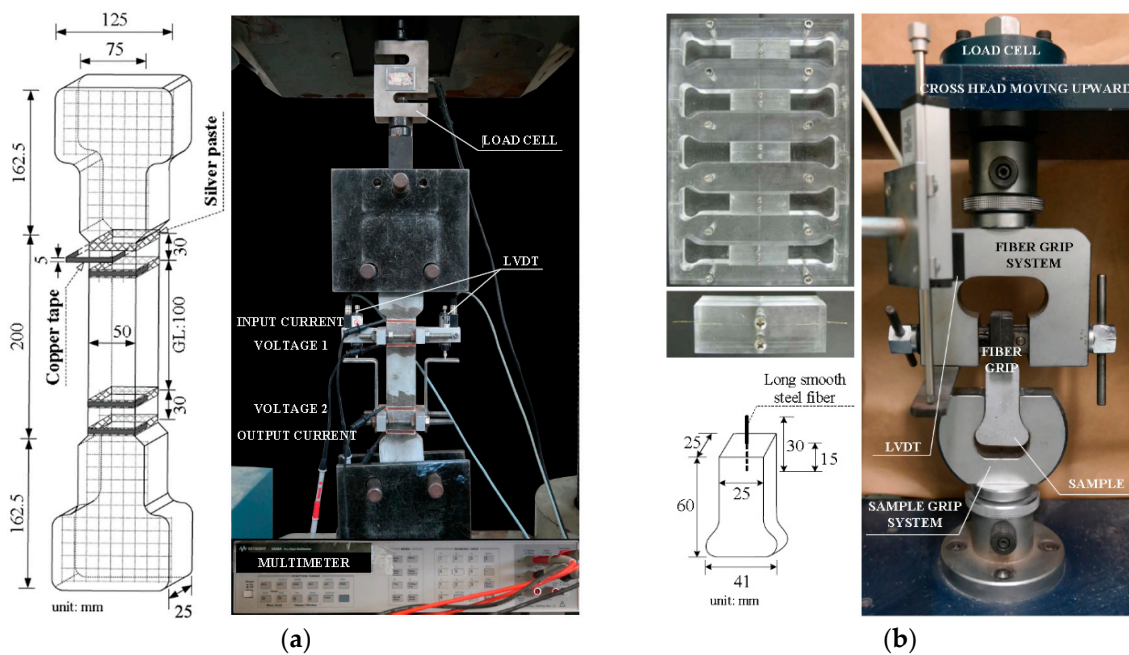 125
75
162.5
Silver paste
30
5
Copper tape
200
50
GL:100
30
162.5
unit: mm
25
LOAD CELL
LVDT
INPUT CURRENT
VOLTAGE 1
VOLTAGE 2
OUTPUT CURRENT
MULTIMETER
(a)
Long smooth
steel fiber
25
30
15
25
60
41
unit: mm
LOAD CELL
CROSS HEAD MOVING UPWARD
FIBER GRIP
SYSTEM
FIBER
GRIP
LVDT
SAMPLE
SAMPLE GRIP
SYSTEM
(b)